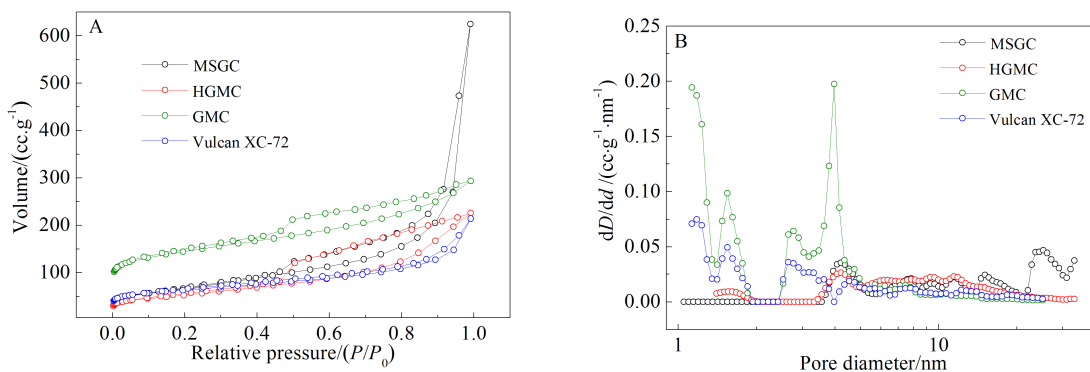 A
MSGC
HGMC
GMC
Vulcan XC-72
Volume/(cc.g⁻¹)
600
500
400
300
200
100
0.0 0.2 0.4 0.6 0.8 1.0
Relative pressure/(P/P₀)
B
MSGC
HGMC
GMC
Vulcan XC-72
dD/dd /(cc·g⁻¹·nm⁻¹)
0.25
0.20
0.15
0.10
0.05
0.00
1 10
Pore diameter/nm